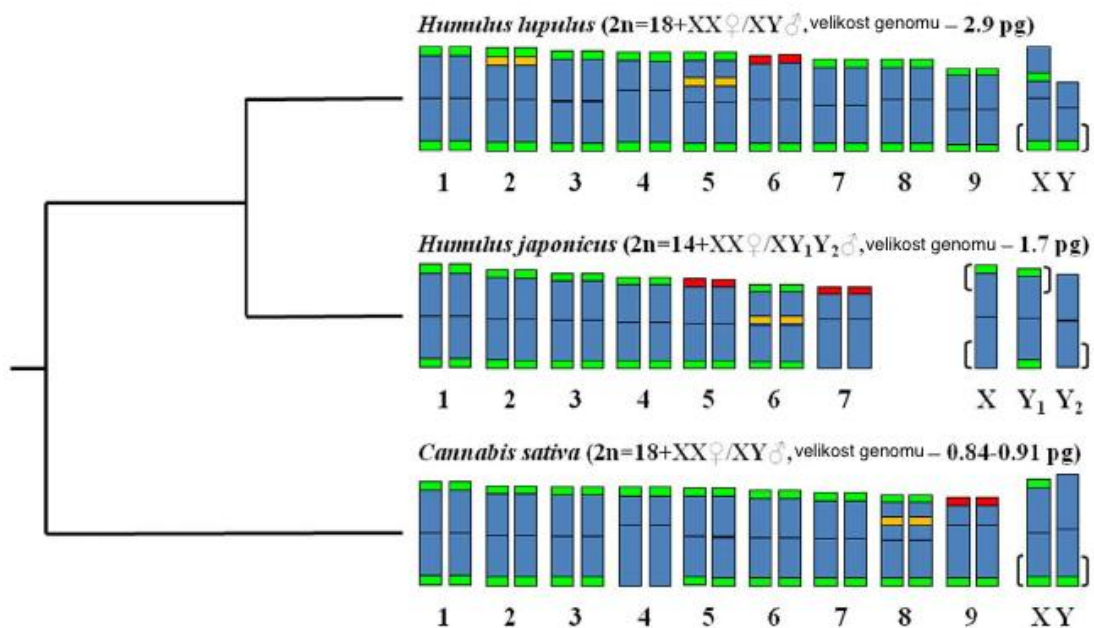 Humulus lupulus (2n=18+XX♀/XY♂, velikost genomu – 2.9 pg)
1 2 3 4 5 6 7 8 9 X Y
Humulus japonicus (2n=14+XX♀/XY₁Y₂♂, velikost genomu – 1.7 pg)
1 2 3 4 5 6 7 X Y₁ Y₂
Cannabis sativa (2n=18+XX♀/XY♂, velikost genomu – 0.84-0.91 pg)
1 2 3 4 5 6 7 8 9 X Y